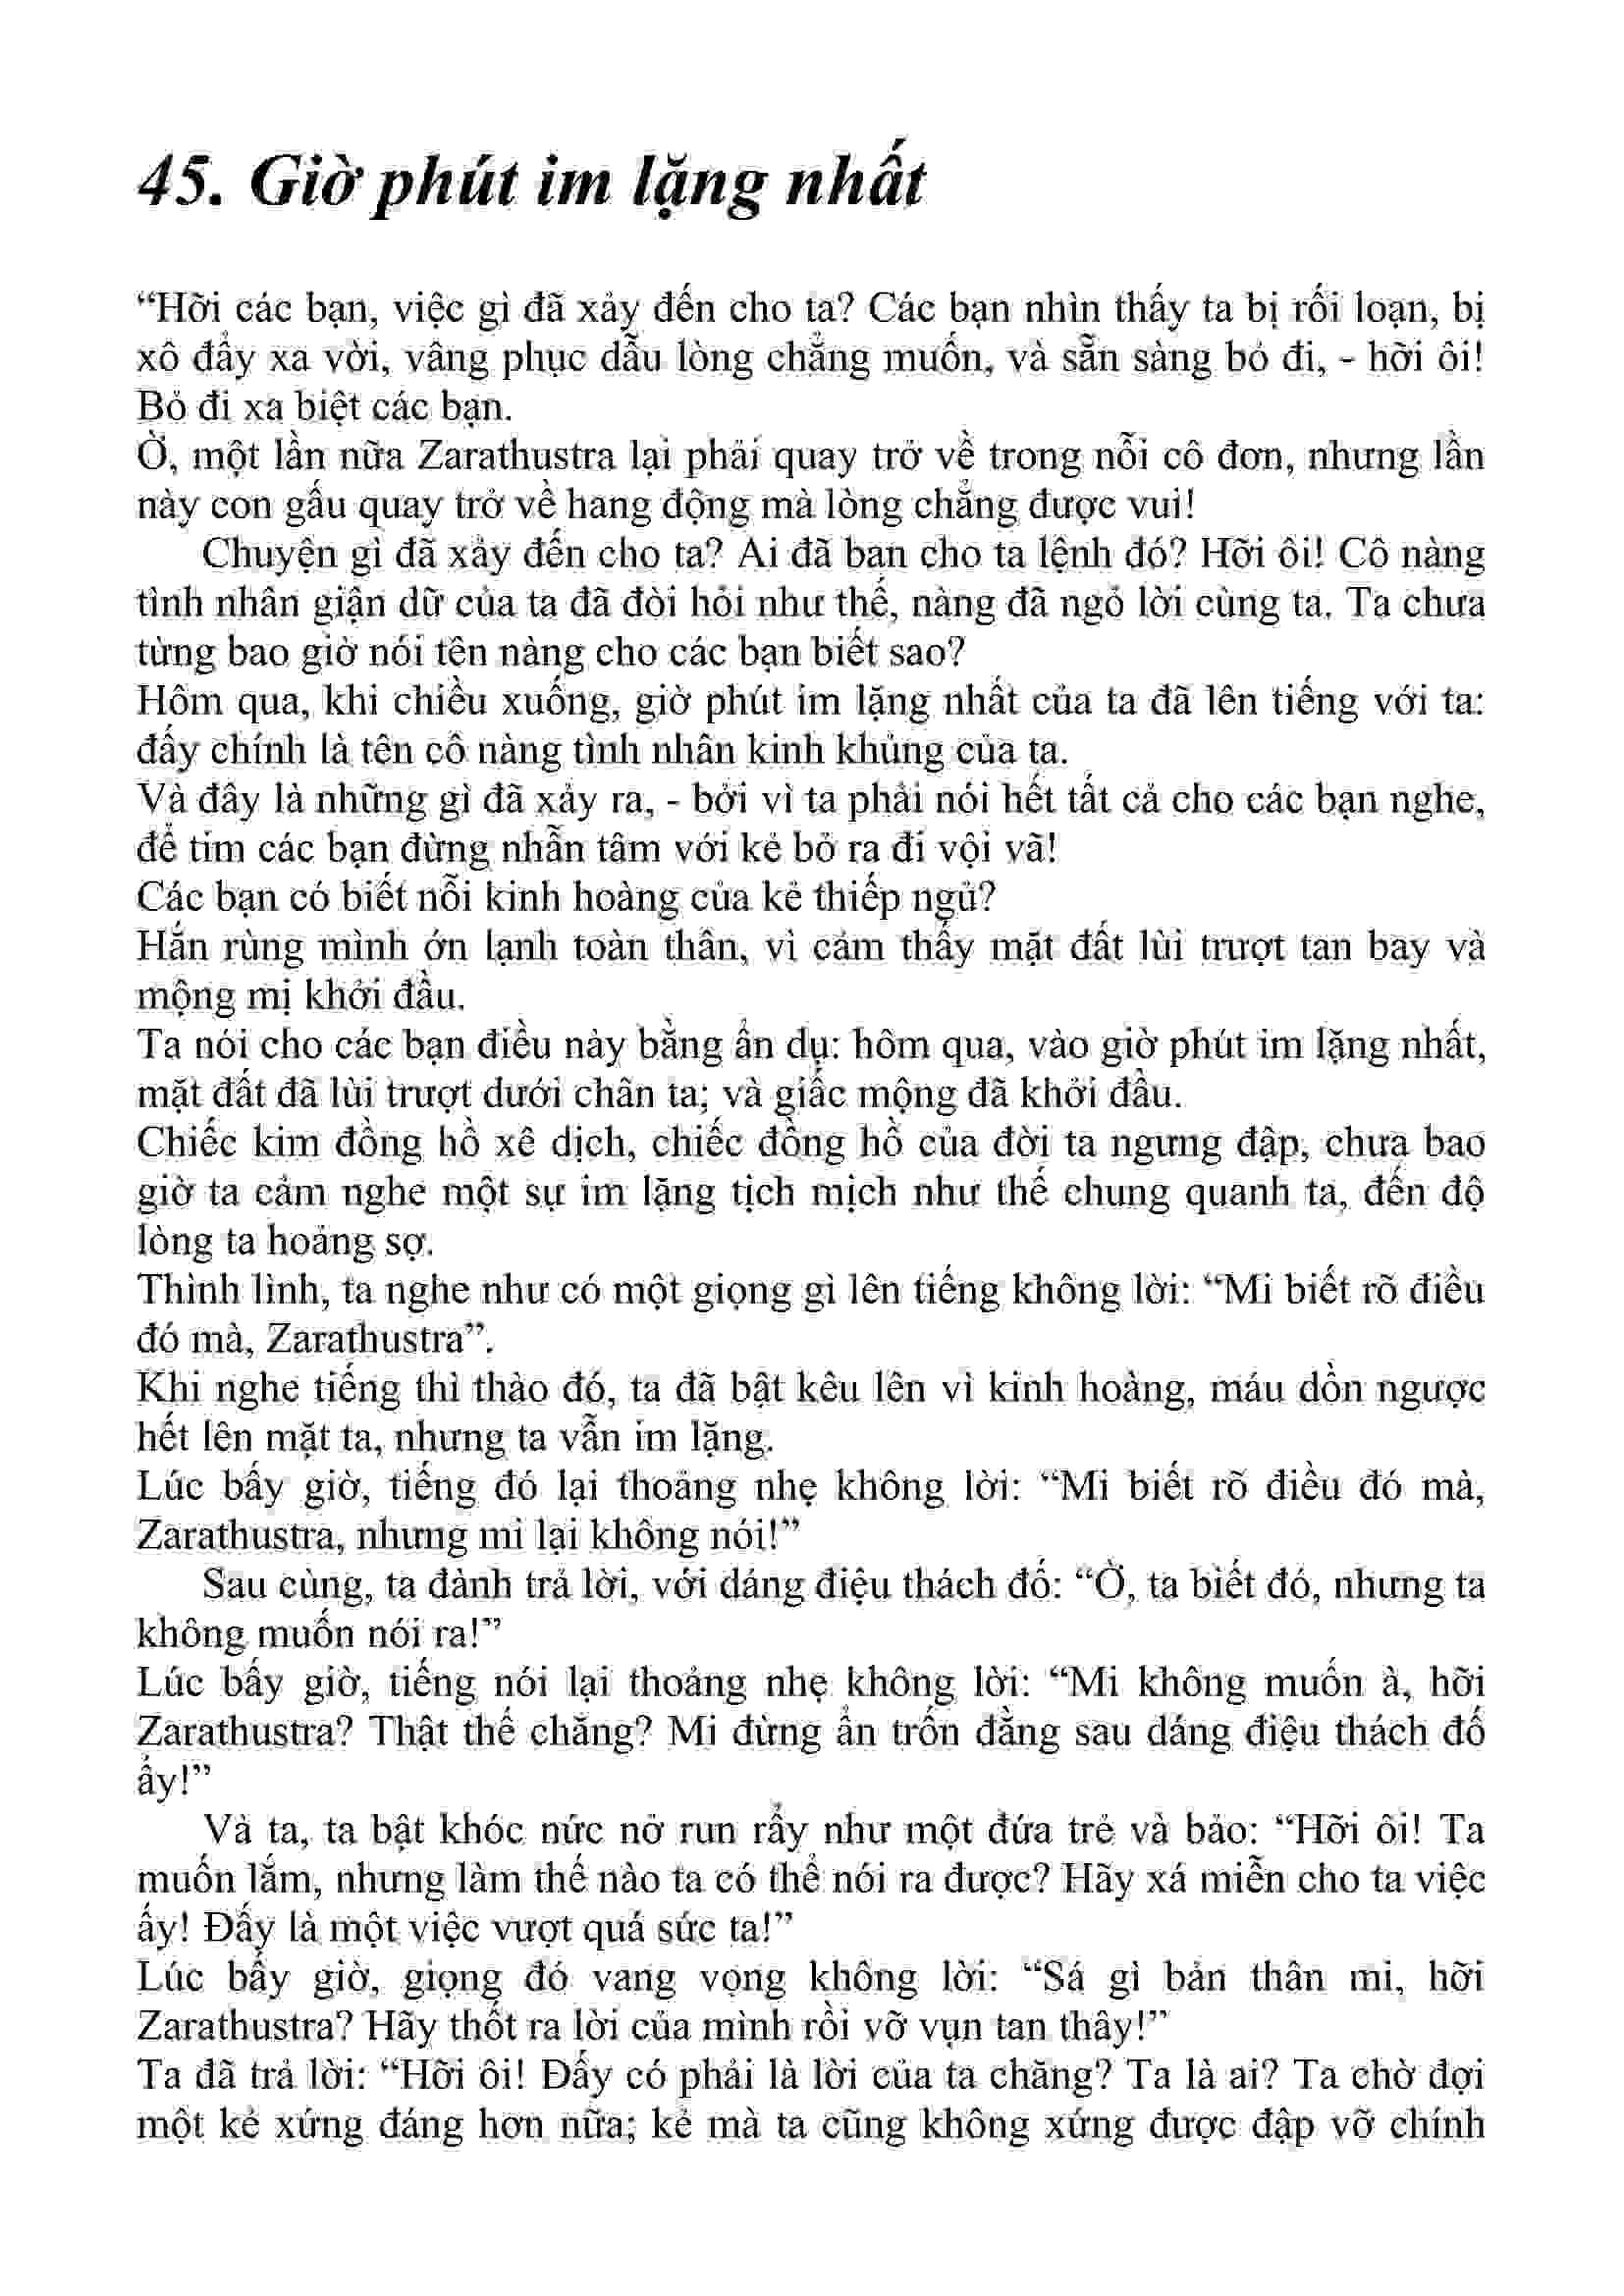 45. Giờ phút im lặng nhất
“Hỡi các bạn, việc gì đã xảy đến cho ta? Các bạn nhìn thấy ta bị rối loạn, bị
xô đẩy xa vời, vâng phục dẫu lòng chẳng muốn, và sẵn sàng bỏ đi, - hỡi ôi!
Bỏ đi xa biệt các bạn.
Ờ, một lần nữa Zarathustra lại phải quay trở về trong nỗi cô đơn, nhưng lần
này con gấu quay trở về hang động mà lòng chẳng được vui!
Chuyện gì đã xảy đến cho ta? Ai đã ban cho ta lệnh đó? Hỡi ôi! Cô nàng
tình nhân giận dữ của ta đã đòi hỏi như thế, nàng đã ngỏ lời cùng ta. Ta chưa
từng bao giờ nói tên nàng cho các bạn biết sao?
Hôm qua, khi chiều xuống, giờ phút im lặng nhất của ta đã lên tiếng với ta:
đấy chính là tên cô nàng tình nhân kinh khủng của ta.
Và đây là những gì đã xảy ra, - bởi vì ta phải nói hết tất cả cho các bạn nghe,
để tim các bạn đừng nhẫn tâm với kẻ bỏ ra đi vội vã!
Các bạn có biết nỗi kinh hoàng của kẻ thiếp ngủ?
Hắn rùng mình ớn lạnh toàn thân, vì cảm thấy mặt đất lùi trượt tan bay và
mộng mị khởi đầu.
Ta nói cho các bạn điều này bằng ẩn dụ: hôm qua, vào giờ phút im lặng nhất,
mặt đất đã lùi trượt dưới chân ta; và giấc mộng đã khởi đầu.
Chiếc kim đồng hồ xê dịch, chiếc đồng hồ của đời ta ngưng đập, chưa bao
giờ ta cảm nghe một sự im lặng tịch mịch như thế chung quanh ta, đến độ
lòng ta hoảng sợ.
Thình lình, ta nghe như có một giọng gì lên tiếng không lời: “Mi biết rõ điều
đó mà, Zarathustra”.
Khi nghe tiếng thì thào đó, ta đã bật kêu lên vì kinh hoàng, máu dồn ngược
hết lên mặt ta, nhưng ta vẫn im lặng.
Lúc bấy giờ, tiếng đó lại thoảng nhẹ không lời: “Mi biết rõ điều đó mà,
Zarathustra, nhưng mi lại không nói!”
Sau cùng, ta đành trả lời, với dáng điệu thách đố: “Ờ, ta biết đó, nhưng ta
không muốn nói ra!”
Lúc bấy giờ, tiếng nói lại thoảng nhẹ không lời: “Mi không muốn à, hỡi
Zarathustra? Thật thế chăng? Mi đừng ẩn trốn đằng sau dáng điệu thách đố
ấy!”
Và ta, ta bật khóc nức nở run rẩy như một đứa trẻ và bảo: “Hỡi ôi! Ta
muốn lắm, nhưng làm thế nào ta có thể nói ra được? Hãy xá miễn cho ta việc
ấy! Đấy là một việc vượt quá sức ta!”
Lúc bấy giờ, giọng đó vang vọng không lời: “Sá gì bản thân mi, hỡi
Zarathustra? Hãy thốt ra lời của mình rồi vỡ vụn tan thây!”
Ta đã trả lời: “Hỡi ôi! Đấy có phải là lời của ta chăng? Ta là ai? Ta chờ đợi
một kẻ xứng đáng hơn nữa; kẻ mà ta cũng không xứng được đập vỡ chính